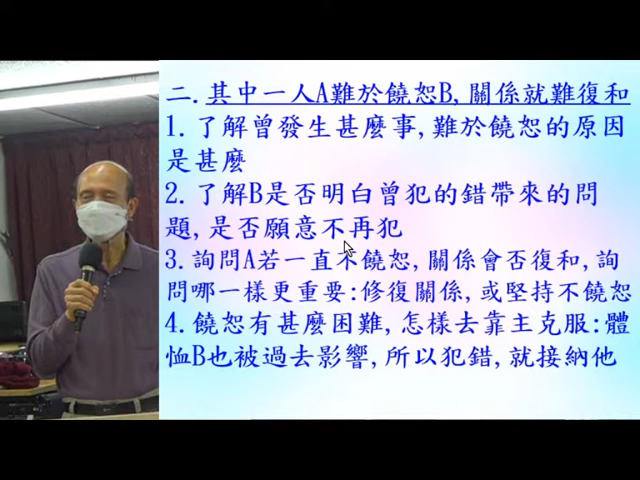 二.其中一人A難於饒恕B,關係就難復和
1.了解曾發生甚麼事,難於饒恕的原因
是甚麼
2.了解B是否明白曾犯的錯帶來的問
題,是否願意不再犯
3.詢問A若一直不饒恕,關係會否復和,詢
問哪一樣更重要:修復關係,或堅持不饒恕
4.饒恕有甚麼困難,怎樣去靠主克服:體
恤B也被過去影響,所以犯錯,就接納他